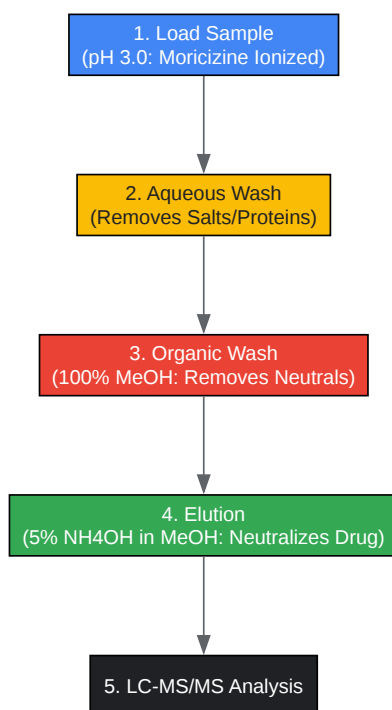 1. Load Sample
(pH 3.0: Moricizine Ionized)
2. Aqueous Wash
(Removes Salts/Proteins)
3. Organic Wash
(100% MeOH: Removes Neutrals)
4. Elution
(5% NH4OH in MeOH: Neutralizes Drug)
5. LC-MS/MS Analysis